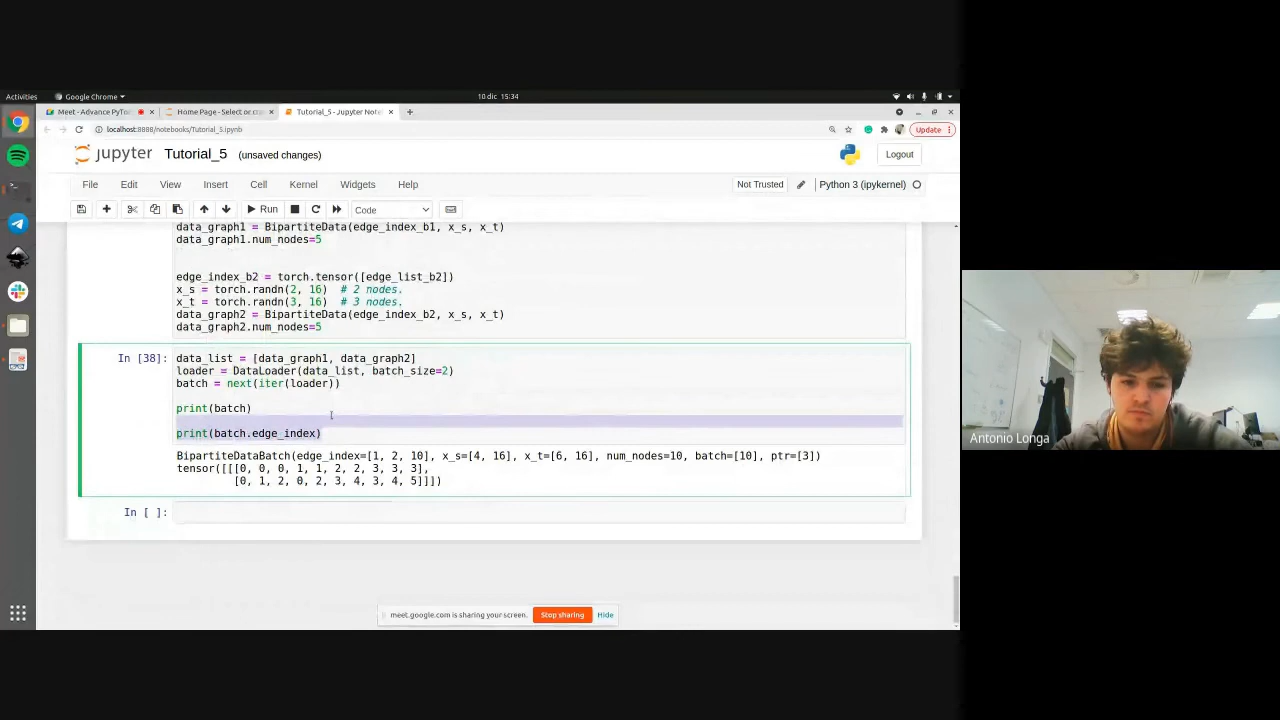 Activities
Google Chrome
10 dic 15:34
Meet - Advance PyTo
Home Page - Select or cre
Tutorial_5 - Jupyter Note
localhost:8888/notebooks/Tutorial_5.ipynb
Update
jupyter
Tutorial_5
(unsaved changes)
Logout
File
Edit
View
Insert
Cell
Kernel
Widgets
Help
Not Trusted
Python 3 (ipykernel)
Run
Code
data_graph1 = BipartiteData(edge_index_b1, x_s, x_t)
data_graph1.num_nodes=5
edge_index_b2 = torch.tensor([edge_list_b2])
x_s = torch.randn(2, 16) # 2 nodes.
x_t = torch.randn(3, 16) # 3 nodes.
data_graph2 = BipartiteData(edge_index_b2, x_s, x_t)
data_graph2.num_nodes=5
In [38]:
data_list = [data_graph1, data_graph2]
loader = DataLoader(data_list, batch_size=2)
batch = next(iter(loader))
print(batch)
print(batch.edge_index)
BipartiteDataBatch(edge_index=[1, 2, 10], x_s=[4, 16], x_t=[6, 16], num_nodes=10, batch=[10], ptr=[3])
tensor([[[0, 0, 0, 1, 1, 2, 2, 3, 3, 3],
[0, 1, 2, 0, 2, 3, 4, 3, 4, 5]]])
In [ ]:
meet.google.com is sharing your screen.
Stop sharing
Hide
Antonio Longa